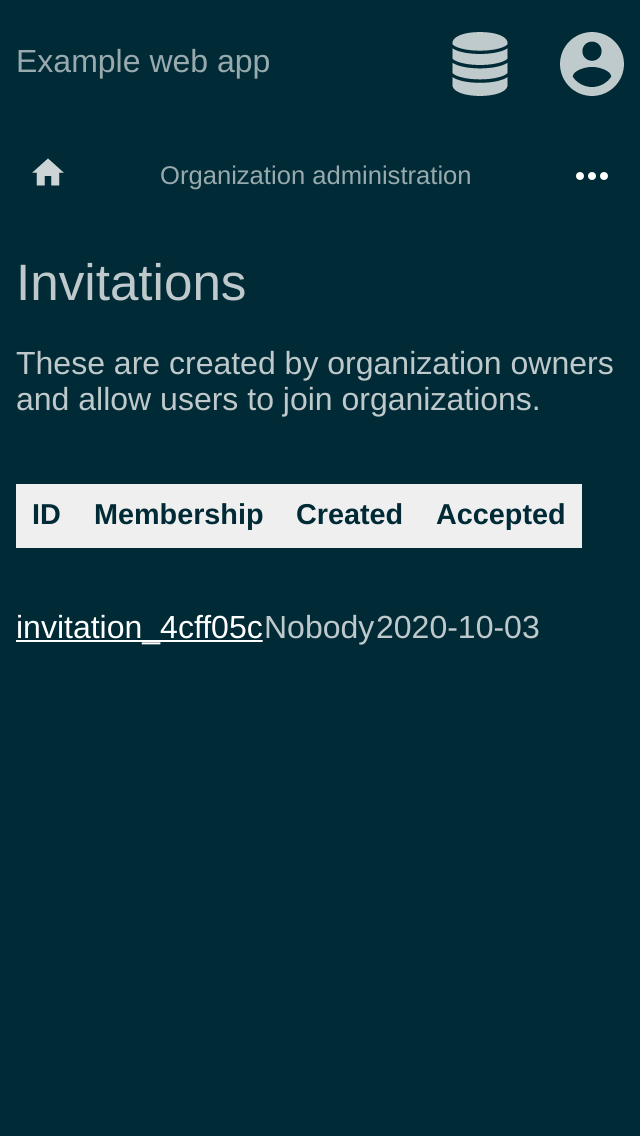 Example web app
Organization administration
Invitations
These are created by organization owners
and allow users to join organizations.
ID Membership Created Accepted
invitation_4cff05c Nobody 2020-10-03